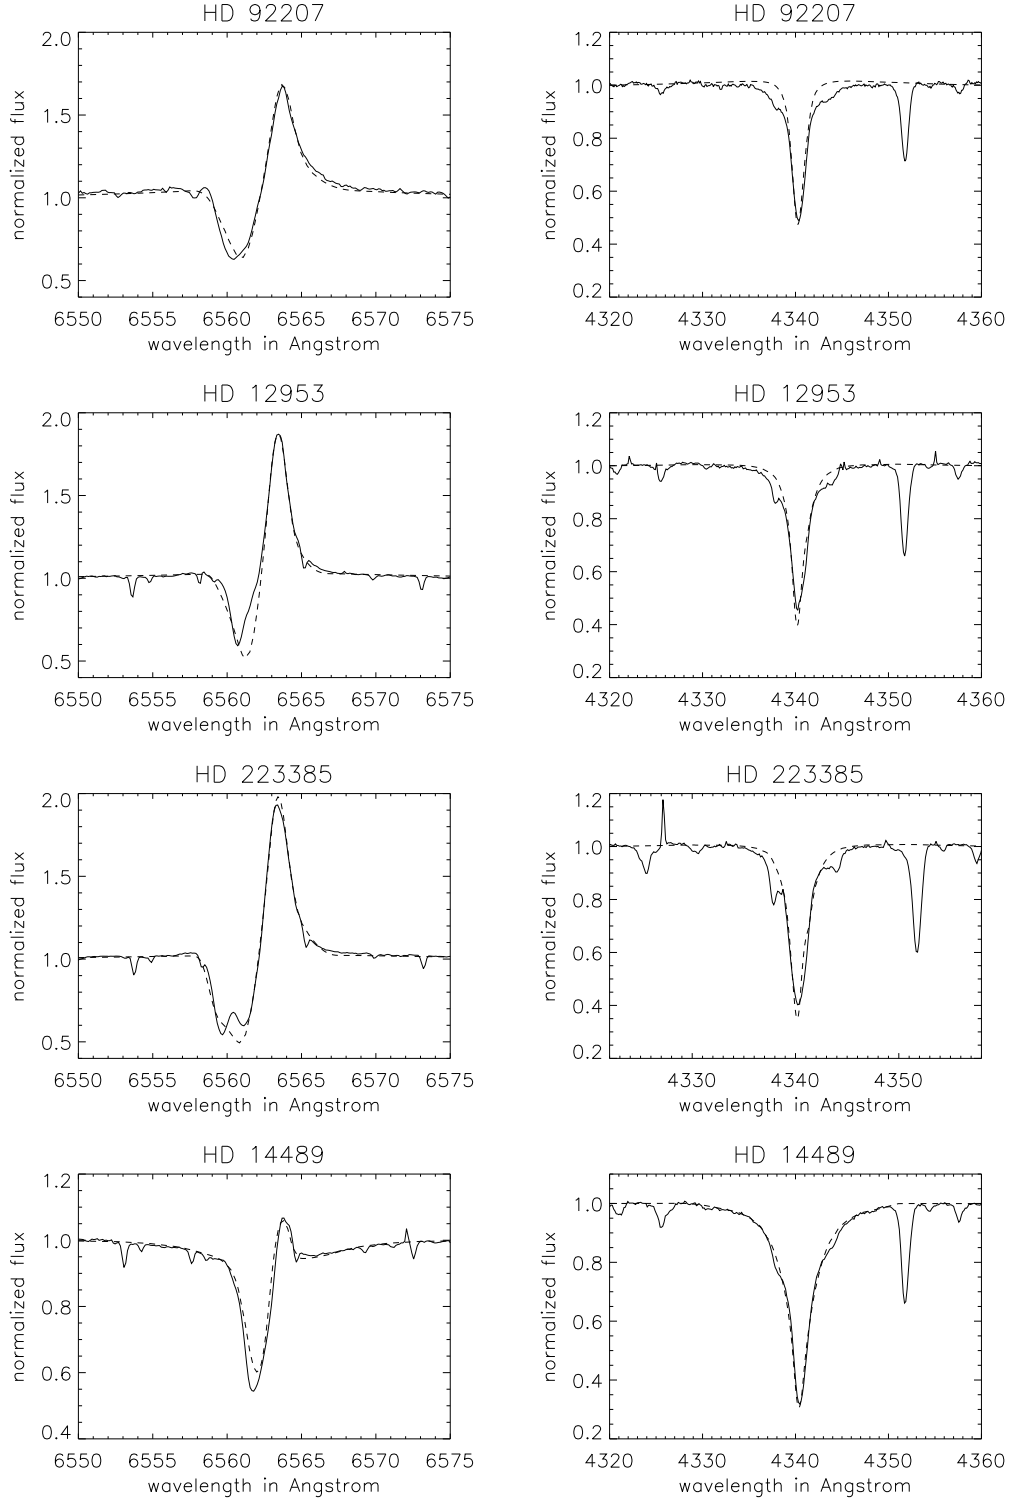 HD 92207
HD 92207
normalized flux
2.0
1.5
1.0
0.5
6550 6555 6560 6565 6570 6575
wavelength in Angstrom
normalized flux
1.2
1.0
0.8
0.6
0.4
0.2
4320 4330 4340 4350 4360
wavelength in Angstrom
HD 12953
HD 12953
normalized flux
2.0
1.5
1.0
0.5
6550 6555 6560 6565 6570 6575
wavelength in Angstrom
normalized flux
1.2
1.0
0.8
0.6
0.4
0.2
4320 4330 4340 4350 4360
wavelength in Angstrom
HD 223385
HD 223385
normalized flux
2.0
1.5
1.0
0.5
6550 6555 6560 6565 6570 6575
wavelength in Angstrom
normalized flux
1.2
1.0
0.8
0.6
0.4
0.2
4330 4340 4350
wavelength in Angstrom
HD 14489
HD 14489
normalized flux
1.2
1.0
0.8
0.6
0.4
6550 6555 6560 6565 6570 6575
wavelength in Angstrom
normalized flux
1.0
0.8
0.6
0.4
0.2
4320 4330 4340 4350 4360
wavelength in Angstrom